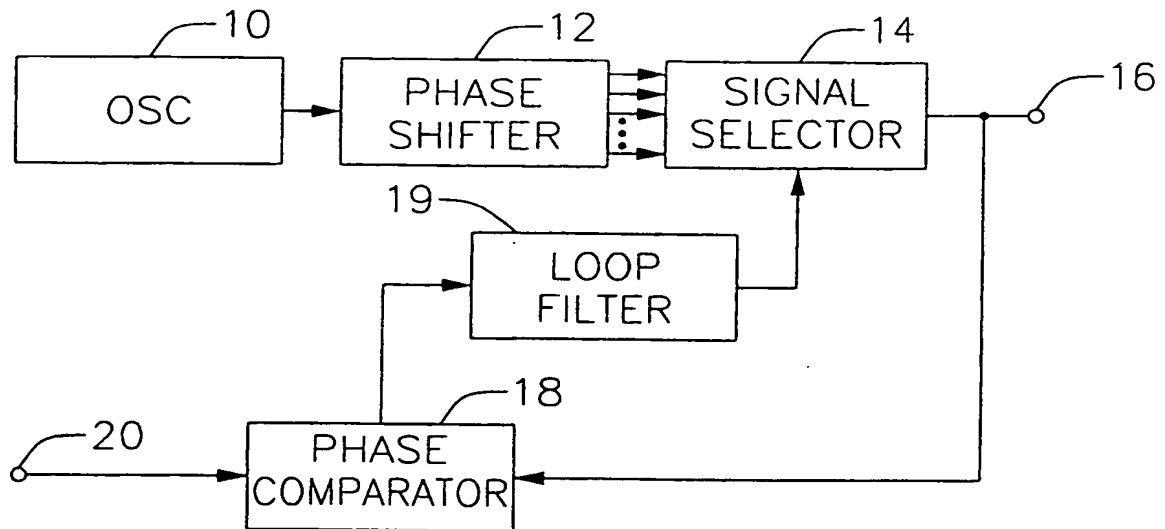 10
12
14
16
OSC
PHASE
SHIFTER
SIGNAL
SELECTOR
19
LOOP
FILTER
18
20
PHASE
COMPARATOR